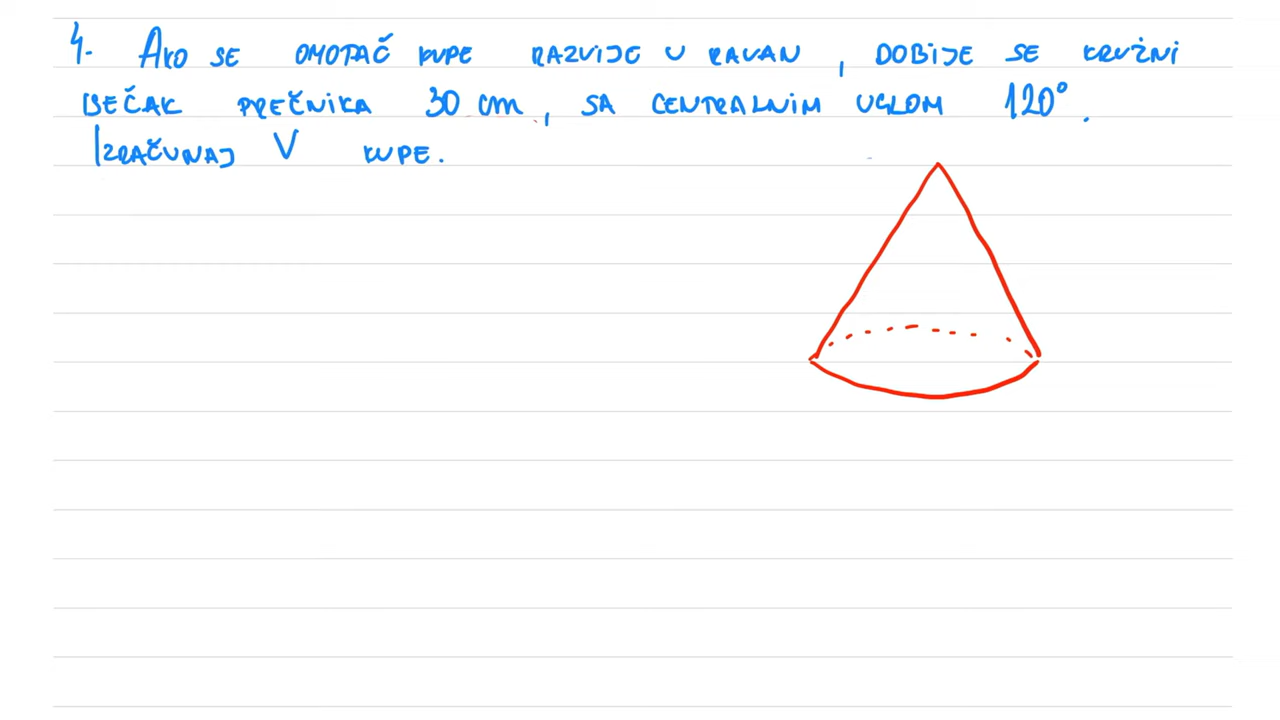 4. AKO SE OMOTAČ KUPE RAZVIJE U RAVAN, DOBIJE SE KRUŽNI
ISEČAK PREČNIKA 30 cm, SA CENTRALNIM UGLOM 120°.
IZRAČUNAJ V KUPE.